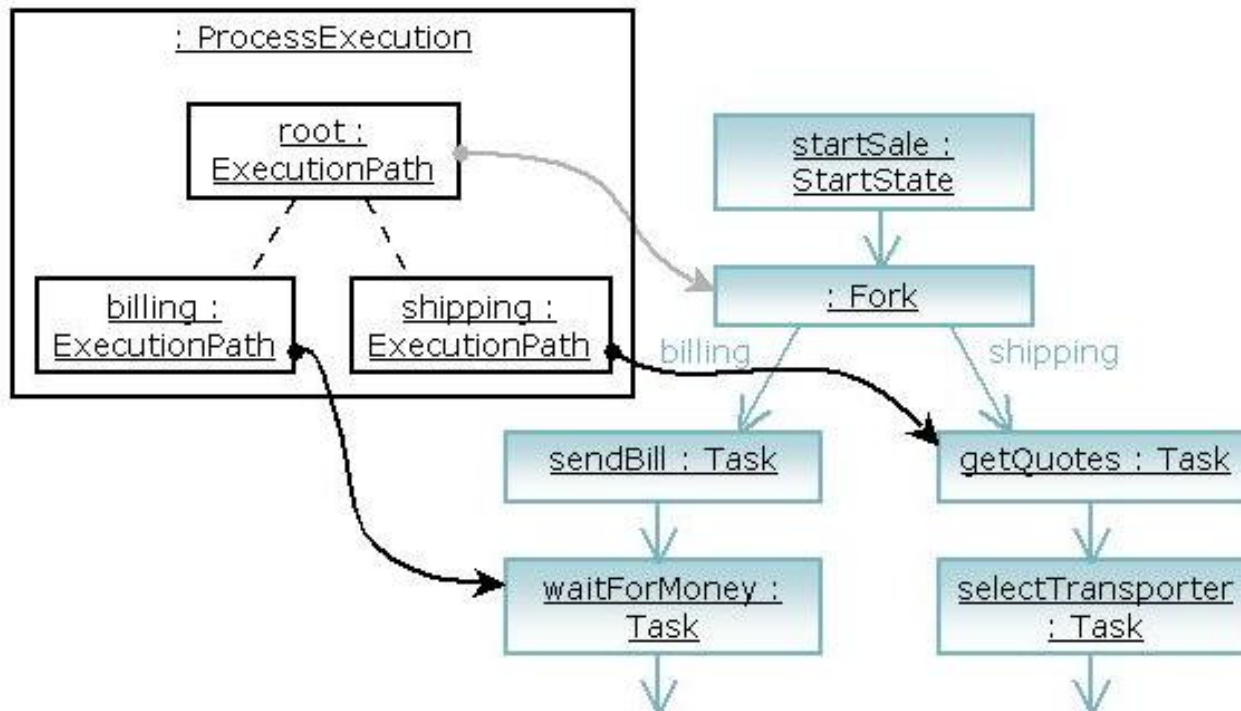 : ProcessExecution
root :
ExecutionPath
billing :
ExecutionPath
shipping :
ExecutionPath
startSale :
StartState
: Fork
billing
shipping
sendBill : Task
getQuotes : Task
waitForMoney :
Task
selectTransporter
: Task